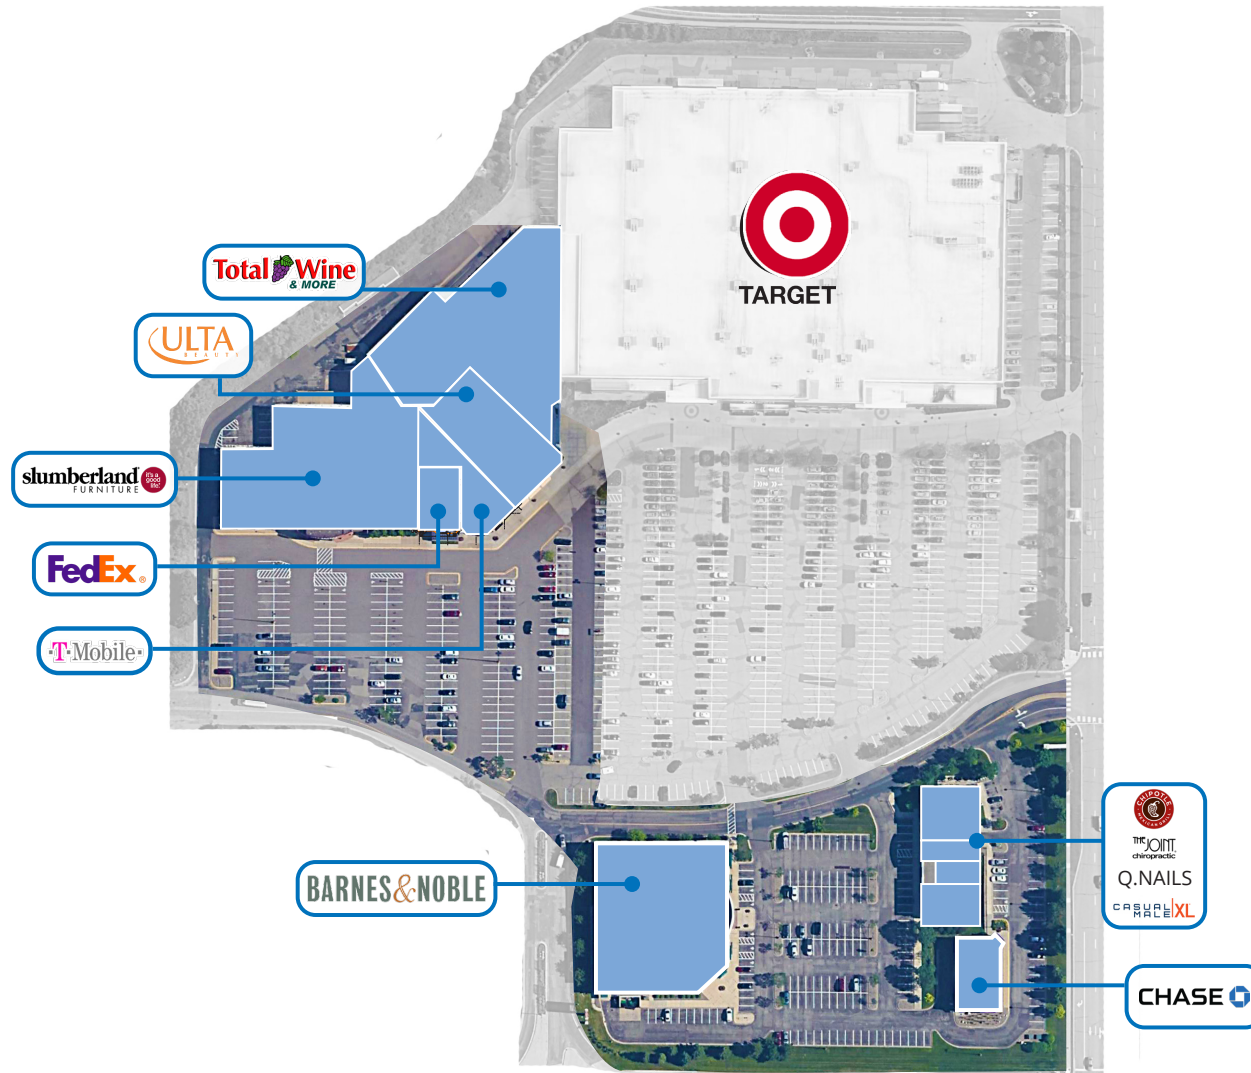 TARGET
Total Wine
& MORE
ULTA
BEAUTY
slumberland
it's a
good
life!
FURNITURE
FedEx®
T·Mobile·
BARNES&NOBLE
CHIPOTLE
MEXICAN GRILL
THE JOINT
chiropractic
Q.NAILS
CASUAL
MALE XL
CHASE